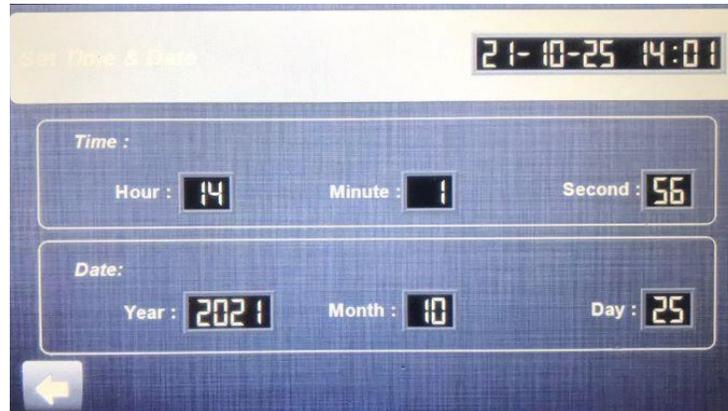 Set Time & Date
21-10-25 14:01
Time :
Hour : 14 Minute : 1 Second : 56
Date:
Year : 2021 Month : 10 Day : 25